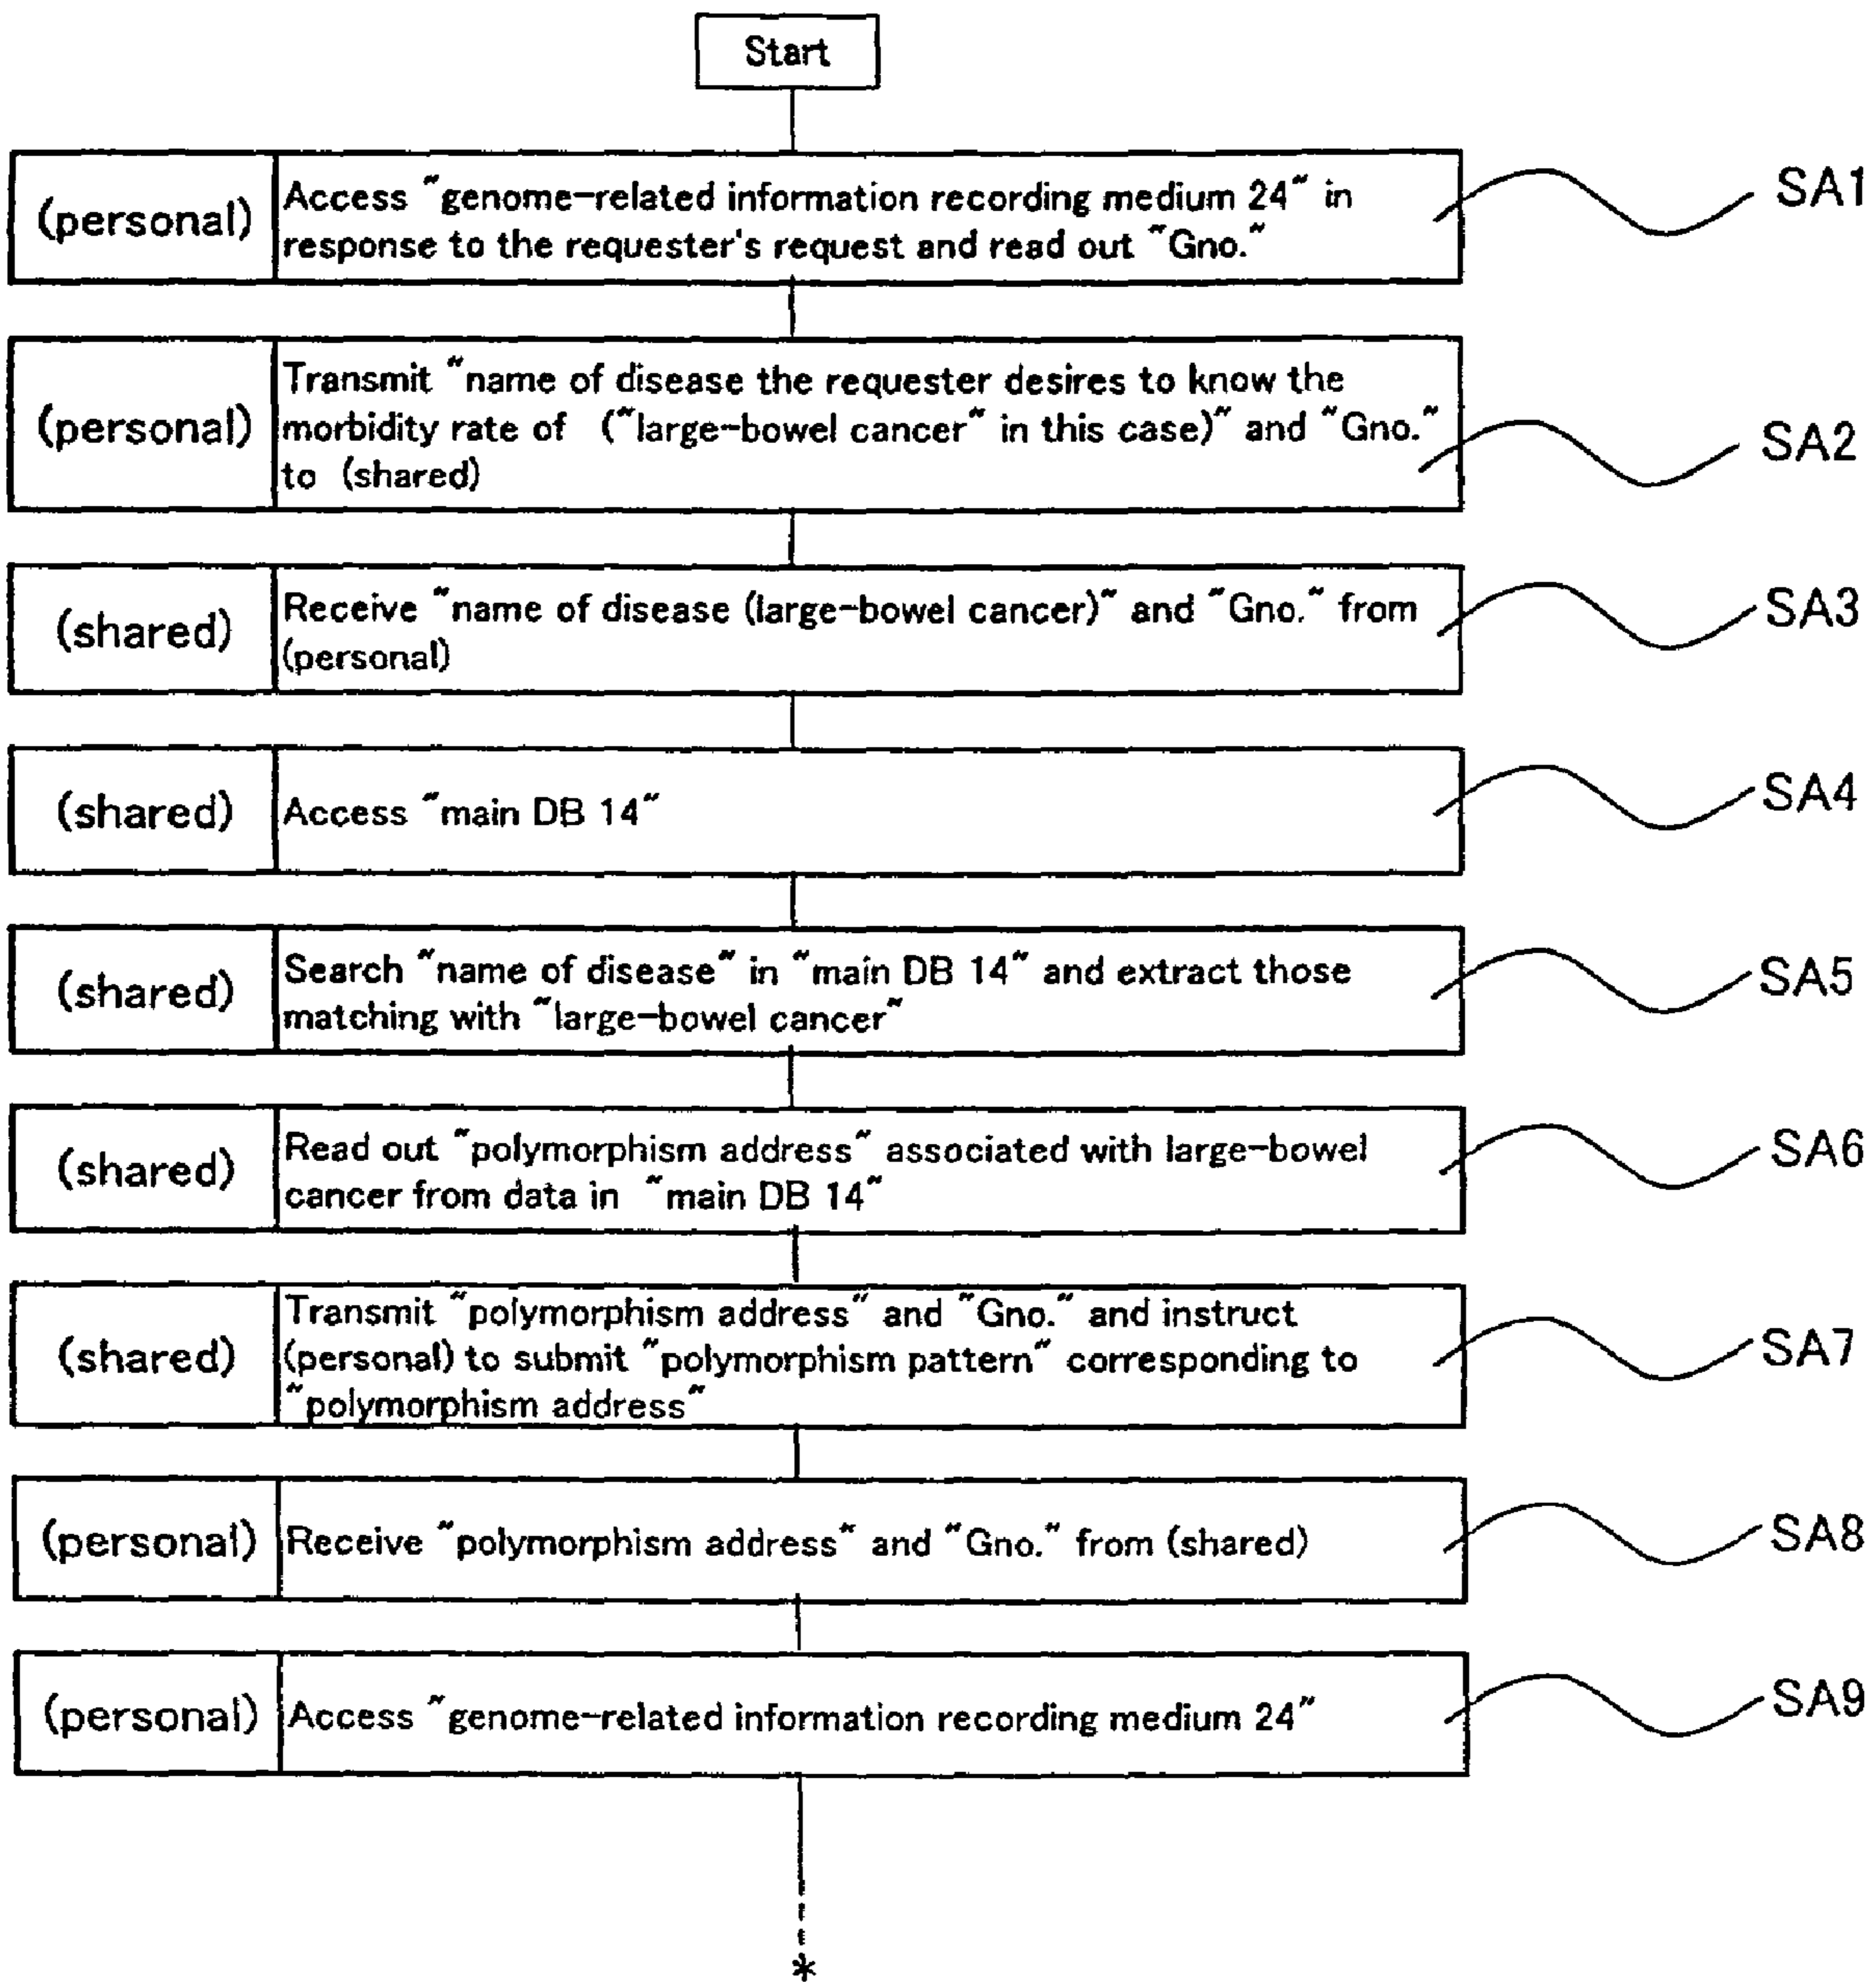 Start
(personal)
Access "genome-related information recording medium 24" in
response to the requester's request and read out "Gno."
SA1
(personal)
Transmit "name of disease the requester desires to know the
morbidity rate of ("large-bowel cancer" in this case)" and "Gno."
to (shared)
SA2
(shared)
Receive "name of disease (large-bowel cancer)" and "Gno." from
(personal)
SA3
(shared)
Access "main DB 14"
SA4
(shared)
Search "name of disease" in "main DB 14" and extract those
matching with "large-bowel cancer"
SA5
(shared)
Read out "polymorphism address" associated with large-bowel
cancer from data in "main DB 14"
SA6
(shared)
Transmit "polymorphism address" and "Gno." and instruct
(personal) to submit "polymorphism pattern" corresponding to
"polymorphism address"
SA7
(personal)
Receive "polymorphism address" and "Gno." from (shared)
SA8
(personal)
Access "genome-related information recording medium 24"
SA9
*